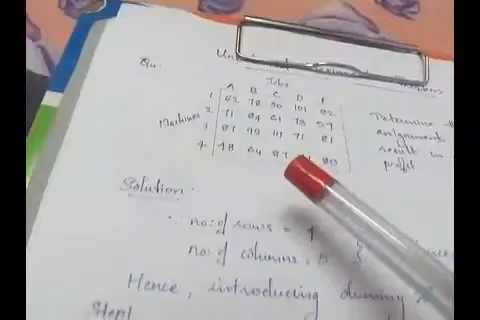 Qu:
Jobs
A B C D E
1 62 78 50 101 82
2 71 84 61 73 59
Machines 3 87 92 111 71 81
4 48 64 87 80
Determine
assignments
result in
profit
Solution:
∵ no: of rows = 4
no: of columns = 5 }
Hence, introducing dummy
Step1